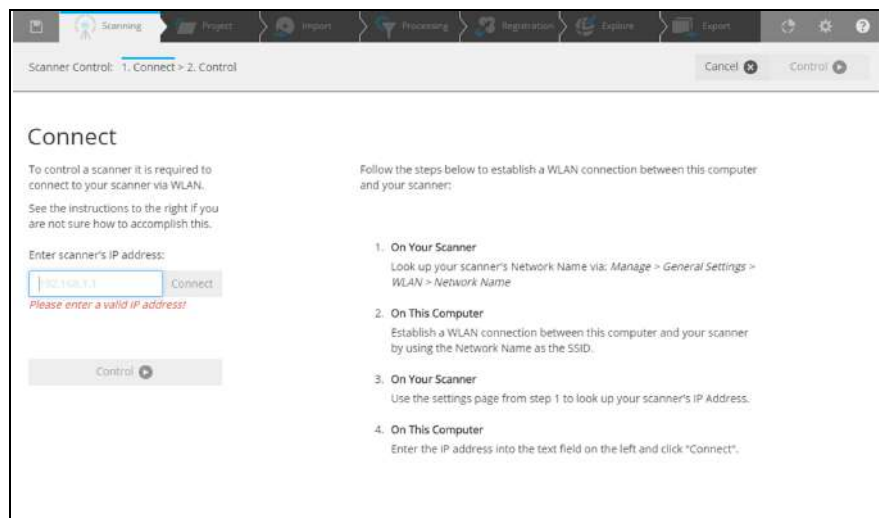 Scanning Project Import Processing Registration Explore Export
Scanner Control: 1. Connect > 2. Control
Cancel
Control
Connect
To control a scanner it is required to
connect to your scanner via WLAN.
See the instructions to the right if you
are not sure how to accomplish this.
Enter scanner's IP address:
192.168.1.1
Connect
Please enter a valid IP address!
Control
Follow the steps below to establish a WLAN connection between this computer
and your scanner:
1. On Your Scanner
Look up your scanner's Network Name via: Manage > General Settings >
WLAN > Network Name
2. On This Computer
Establish a WLAN connection between this computer and your scanner
by using the Network Name as the SSID.
3. On Your Scanner
Use the settings page from step 1 to look up your scanner's IP Address.
4. On This Computer
Enter the IP address into the text field on the left and click "Connect".